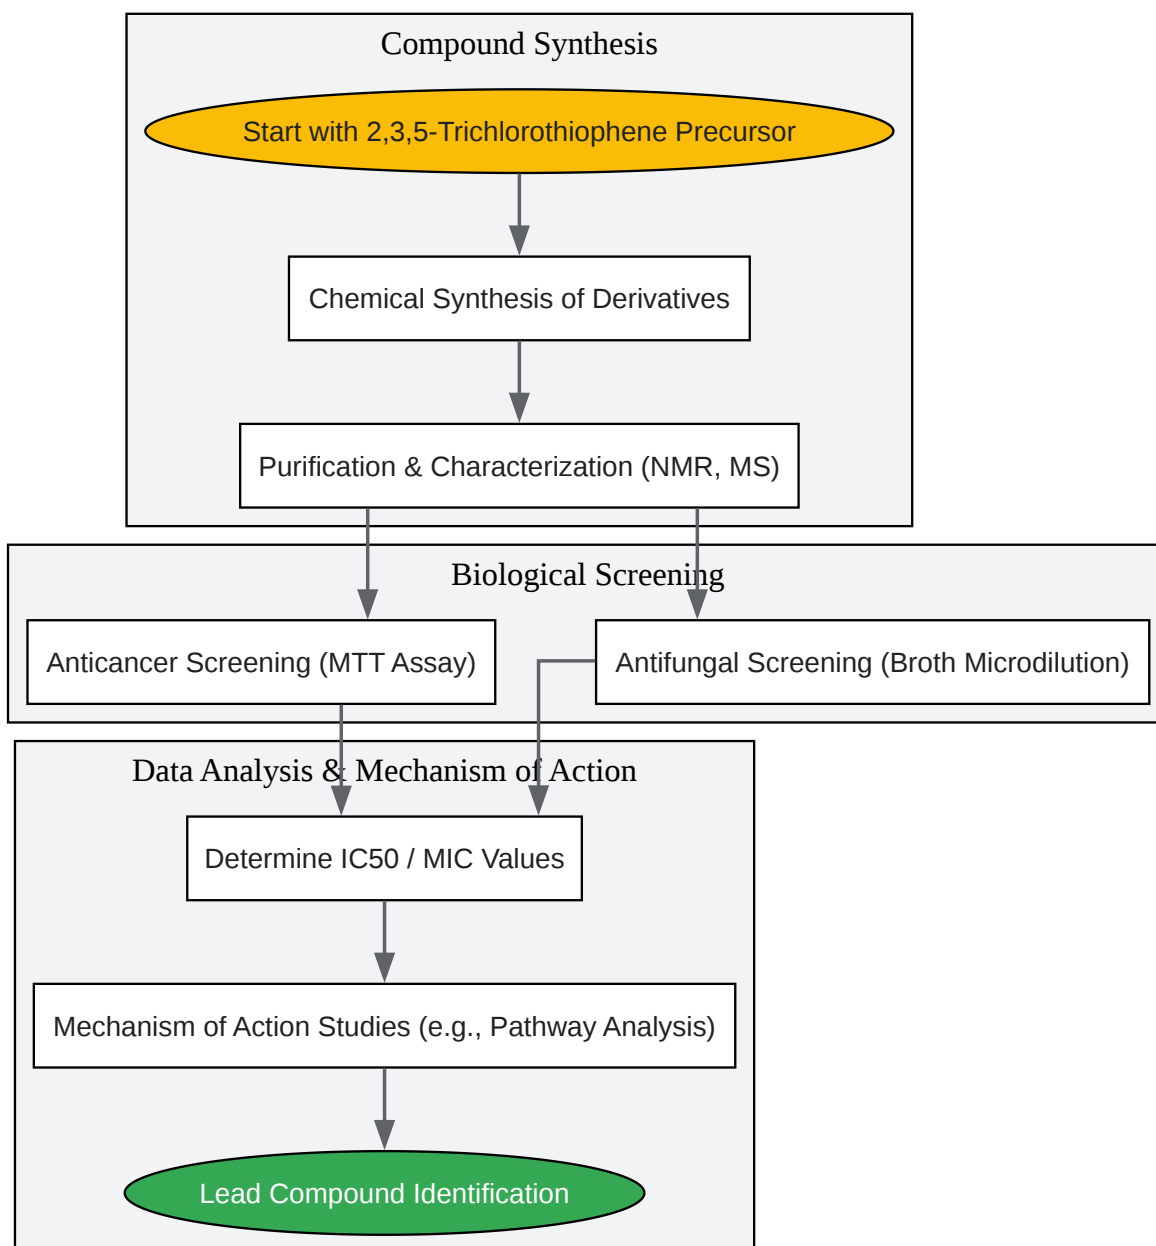 Compound Synthesis
Start with 2,3,5-Trichlorothiophene Precursor
Chemical Synthesis of Derivatives
Purification & Characterization (NMR, MS)
Biological Screening
Anticancer Screening (MTT Assay)
Antifungal Screening (Broth Microdilution)
Data Analysis & Mechanism of Action
Determine IC50 / MIC Values
Mechanism of Action Studies (e.g., Pathway Analysis)
Lead Compound Identification